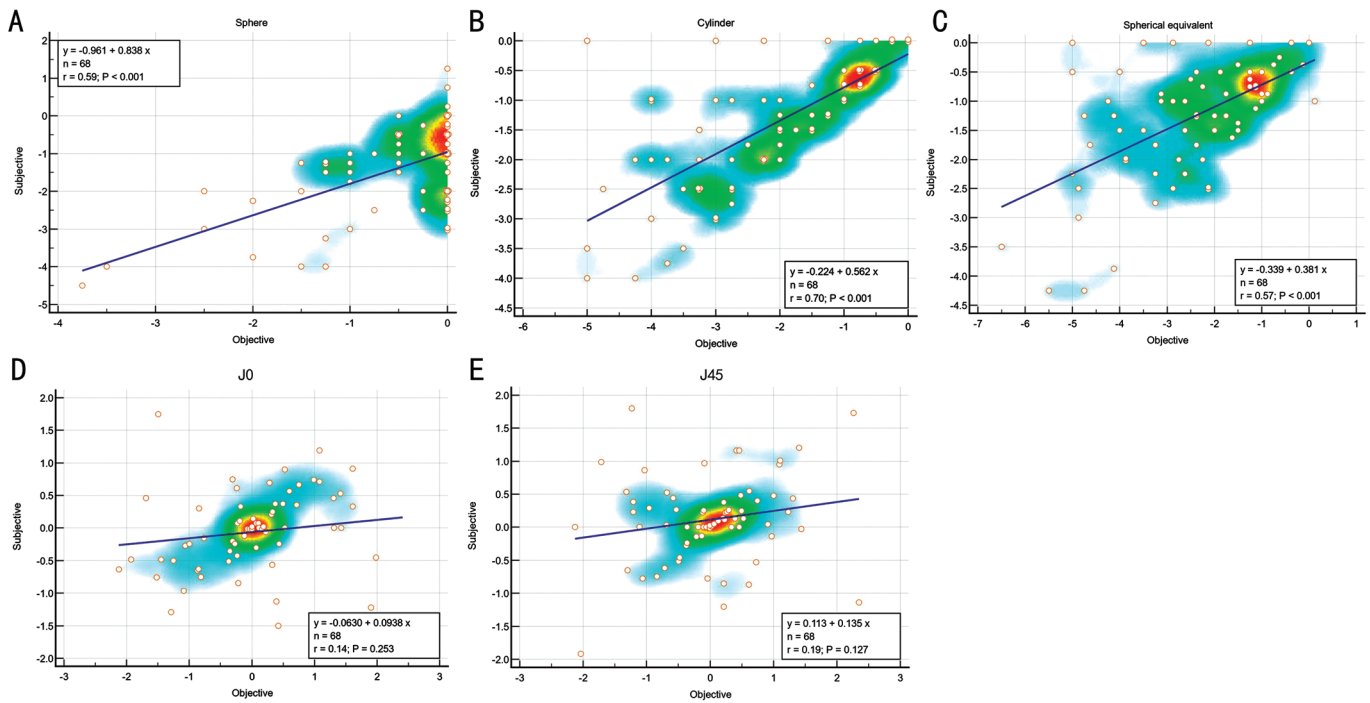 A
Sphere
y = -0.961 + 0.838 x
n = 68
r = 0.59; P < 0.001
2
1
0
-1
-2
-3
-4
-5
Subjective
-4 -3 -2 -1 0
Objective
B
Cylinder
0.0
-0.5
-1.0
-1.5
-2.0
-2.5
-3.0
-3.5
-4.0
-4.5
Subjective
y = -0.224 + 0.562 x
n = 68
r = 0.70; P < 0.001
-6 -5 -4 -3 -2 -1 0
Objective
C
Spherical equivalent
0.0
-0.5
-1.0
-1.5
-2.0
-2.5
-3.0
-3.5
-4.0
-4.5
Subjective
y = -0.339 + 0.381 x
n = 68
r = 0.57; P < 0.001
-7 -6 -5 -4 -3 -2 -1 0 1
Objective
D
J0
2.0
1.5
1.0
0.5
0.0
-0.5
-1.0
-1.5
-2.0
Subjective
y = -0.0630 + 0.0938 x
n = 68
r = 0.14; P = 0.253
-3 -2 -1 0 1 2 3
Objective
E
J45
2.0
1.5
1.0
0.5
0.0
-0.5
-1.0
-1.5
-2.0
Subjective
y = 0.113 + 0.135 x
n = 68
r = 0.19; P = 0.127
-3 -2 -1 0 1 2 3
Objective